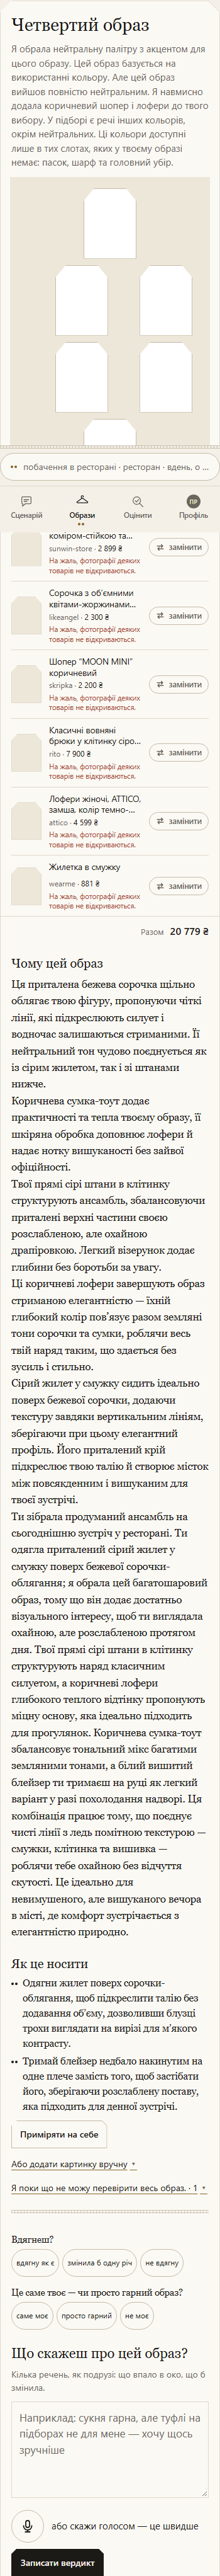 Четвертий образ
Я обрала нейтральну палітру з акцентом для
цього образу. Цей образ базується на
використанні кольору. Але цей образ
вийшов повністю нейтральним. Я навмисно
додала коричневий шопер і лофери до твого
вибору. У підборі є речі інших кольорів,
окрім нейтральних. Ці кольори доступні
лише в тих слотах, яких у твоєму образі
немає: пасок, шарф та головний убір.
побачення в ресторані · ресторан · вдень, о ...
Сценарій
Образи
Оцінити
ПР
Профіль
коміром-стійкою та...
sunwin-store · 2 899 ₴
На жаль, фотографії деяких
товарів не відкриваються.
замінити
Сорочка з об'ємними
квітами-жоржинами...
likeangel · 2 300 ₴
На жаль, фотографії деяких
товарів не відкриваються.
замінити
Шопер "MOON MINI"
коричневий
skripka · 2 200 ₴
На жаль, фотографії деяких
товарів не відкриваються.
замінити
Класичні вовняні
брюки у клітинку сіро...
rito · 7 900 ₴
На жаль, фотографії деяких
товарів не відкриваються.
замінити
Лофери жіночі, ATTICO,
замша, колір темно-...
attico · 4 599 ₴
На жаль, фотографії деяких
товарів не відкриваються.
замінити
Жилетка в смужку
wearme · 881 ₴
На жаль, фотографії деяких
товарів не відкриваються.
замінити
Разом 20 779 ₴
Чому цей образ
Ця приталена бежева сорочка щільно
облягає твою фігуру, пропонуючи чіткі
лінії, які підкреслюють силует і
водночас залишаються стриманими. Її
нейтральний тон чудово поєднується як
із сірим жилетом, так і зі штанами
нижче.
Коричнева сумка-тоут додає
практичності та тепла твоєму образу, її
шкіряна обробка доповнює лофери й
надає нотку вишуканості без зайвої
офіційності.
Твої прямі сірі штани в клітинку
структурують ансамбль, збалансовуючи
приталені верхні частини своєю
розслабленою, але охайною
драпіровкою. Легкий візерунок додає
глибини без боротьби за увагу.
Ці коричневі лофери завершують образ
стриманою елегантністю — їхній
глибокий колір пов'язує разом земляні
тони сорочки та сумки, роблячи весь
твій наряд таким, що здається без
зусиль і стильно.
Сірий жилет у смужку сидить ідеально
поверх бежевої сорочки, додаючи
текстуру завдяки вертикальним лініям,
зберігаючи при цьому елегантний
профіль. Його приталений крій
підкреслює твою талію й створює місток
між повсякденним і вишуканим для
твоєї зустрічі.
Ти зібрала продуманий ансамбль на
сьогоднішню зустріч у ресторані. Ти
одягла приталений сірий жилет у
смужку поверх бежевої сорочки-
облягання; я обрала цей багатошаровий
образ, тому що він додає достатньо
візуального інтересу, щоб ти виглядала
охайною, але розслабленою протягом
дня. Твої прямі сірі штани в клітинку
структурують наряд класичним
силуетом, а коричневі лофери
глибокого теплого відтінку пропонують
міцну основу, яка ідеально підходить
для прогулянок. Коричнева сумка-тоут
збалансовує тональний мікс багатими
земляними тонами, а білий вишитий
блейзер ти тримаєш на руці як легкий
варіант у разі похолодання надворі. Ця
комбінація працює тому, що поєднує
чисті лінії з ледь помітною текстурою —
смужки, клітинка та вишивка —
роблячи тебе охайною без відчуття
скутості. Це ідеально для
невимушеного, але вишуканого вечора
в місті, де комфорт зустрічається з
елегантністю природно.
Як це носити
Одягни жилет поверх сорочки-
облягання, щоб підкреслити талію без
додавання об'єму, дозволивши блузці
трохи виглядати на вирізі для м'якого
контрасту.
Тримай блейзер недбало накинутим на
одне плече замість того, щоб застібати
його, зберігаючи розслаблену поставу,
яка підходить для денної зустрічі.
Приміряти на себе
Або додати картинку вручну
Я поки що не можу перевірити весь образ. · 1
Вдягнеш?
вдягну як є
змінила б одну річ
не вдягну
Це саме твоє — чи просто гарний образ?
саме моє
просто гарний
не моє
Що скажеш про цей образ?
Кілька речень, як подрузі: що впало в око, що б
змінила.
Наприклад: сукня гарна, але туфлі на
підборах не для мене — хочу щось
зручніше
або скажи голосом — це швидше
Записати вердикт